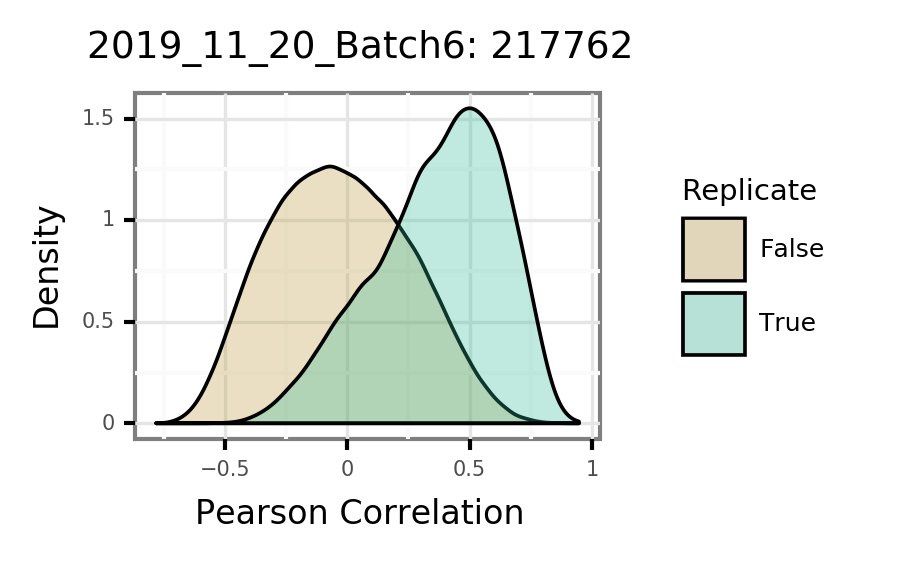 2019_11_20_Batch6: 217762
1.5
1
0.5
0
Density
−0.5
0
0.5
1
Pearson Correlation
Replicate
False
True